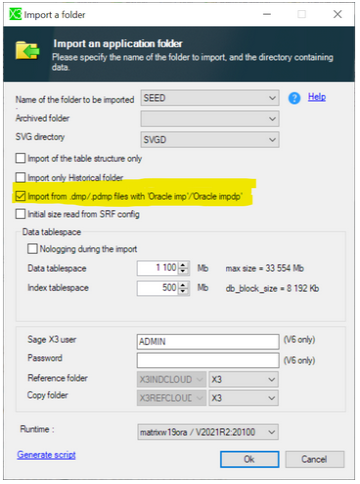 X3 Import a folder
Import an application folder
Please specify the name of the folder to import, and the directory containing
data.
Name of the folder to be imported SEED ? Help
Archived folder
SVG directory SVGD
Import of the table structure only
Import only Historical folder
Import from .dmp/.pdmp files with 'Oracle imp'/'Oracle impdp'
Initial size read from SRF config
Data tablespace
Nologging during the import
Data tablespace 1 100 Mb max size = 33 554 Mb
Index tablespace 500 Mb db_block_size = 8 192 Kb
Sage X3 user ADMIN (V6 only)
Password (V6 only)
Reference folder X3INDCLOUD X3
Copy folder X3REFCLOUD X3
Runtime : matrixw19ora / V2021R2:20100
Generate script
Ok Cancel